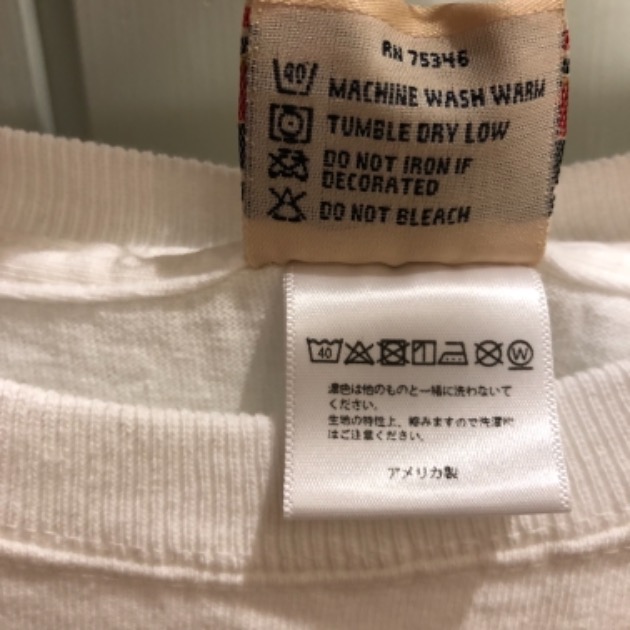 RN 75346
40
MACHINE WASH WARM
TUMBLE DRY LOW
DO NOT IRON IF
DECORATED
DO NOT BLEACH
40
W
濃色は他のものと一緒に洗わないで
ください。
生地の特性上、縮みますので洗濯時
はご注意ください。
アメリカ製